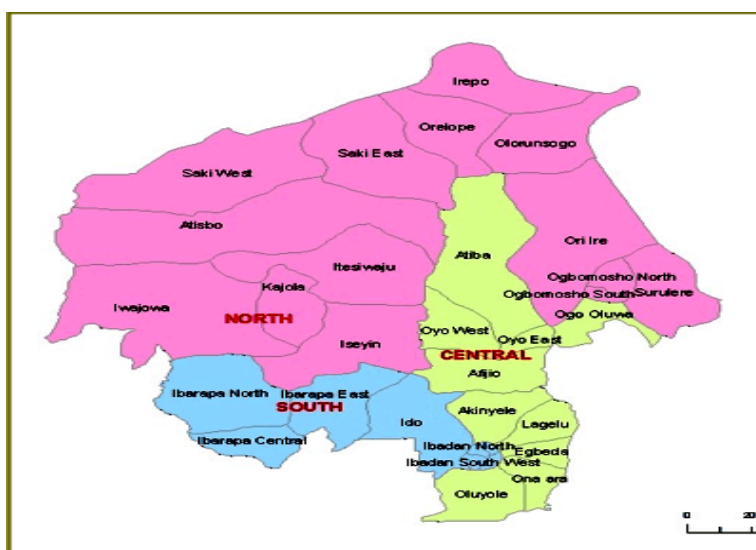 Irepo
Orelope
Olorunsogo
Saki East
Saki West
Atisbo
Ori Ire
Atiba
Itesiwaju
Ogbomosho North
Kajola
Ogbomosho South
Surulere
Iwajowa
Ogo Oluwa
NORTH
Oyo West
Oyo East
Iseyin
CENTRAL
Afijio
Ibarapa North
Ibarapa East
SOUTH
Akinyele
Ido
Lagelu
Ibarapa Central
Ibadan North
Egbeda
Ibadan South West
Ona ara
Oluyole
0
20